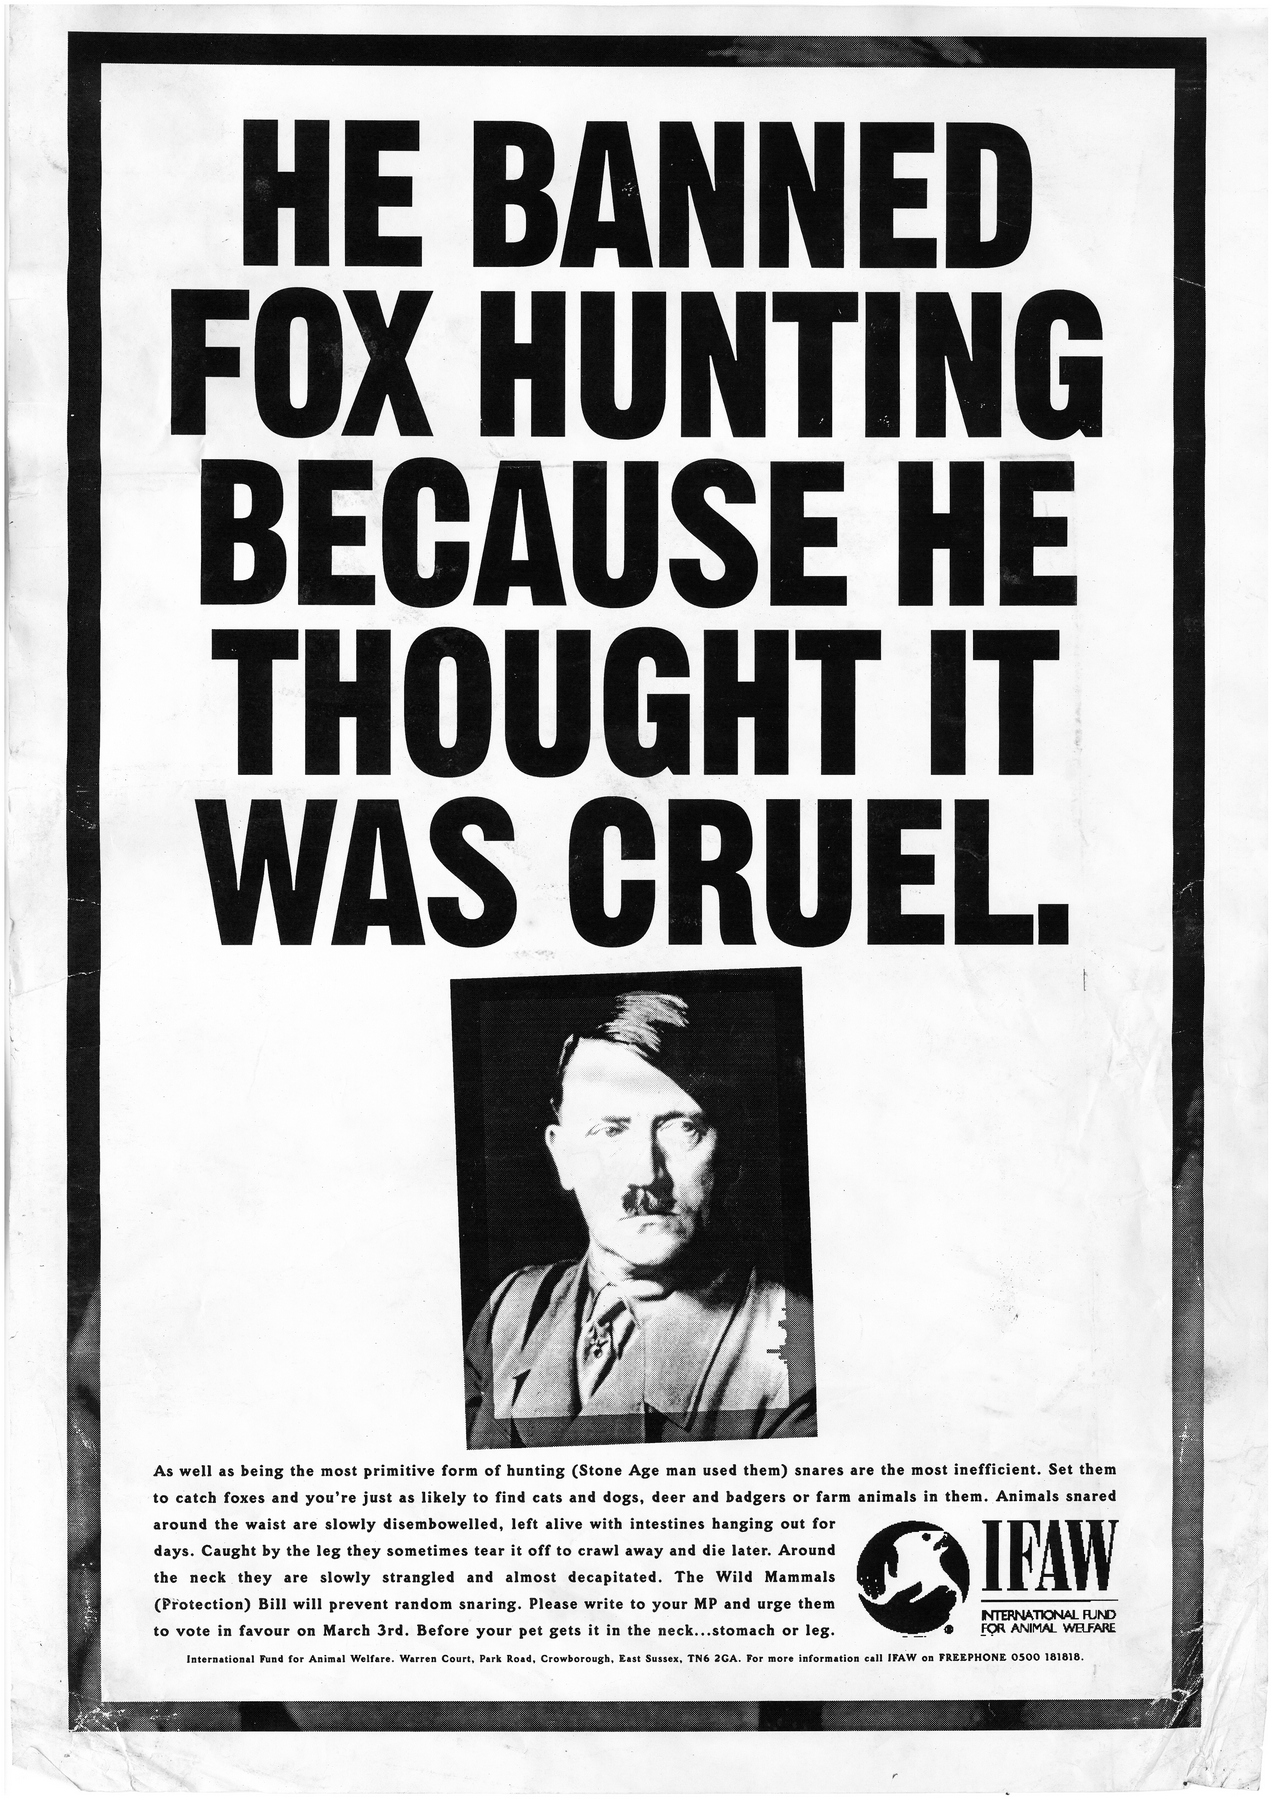 HE BANNED
FOX HUNTING
BECAUSE HE
THOUGHT IT
WAS CRUEL.
As well as being the most primitive form of hunting (Stone Age man used them) snares are the most inefficient. Set them
to catch foxes and you're just as likely to find cats and dogs, deer and badgers or farm animals in them. Animals snared
around the waist are slowly disembowelled, left alive with intestines hanging out for
days. Caught by the leg they sometimes tear it off to crawl away and die later. Around
the neck they are slowly strangled and almost decapitated. The Wild Mammals
(Protection) Bill will prevent random snaring. Please write to your MP and urge them
to vote in favour on March 3rd. Before your pet gets it in the neck...stomach or leg.
IFAW
INTERNATIONAL FUND
FOR ANIMAL WELFARE
®
International Fund for Animal Welfare. Warren Court, Park Road, Crowborough, East Sussex, TN6 2GA. For more information call IFAW on FREEPHONE 0500 181818.